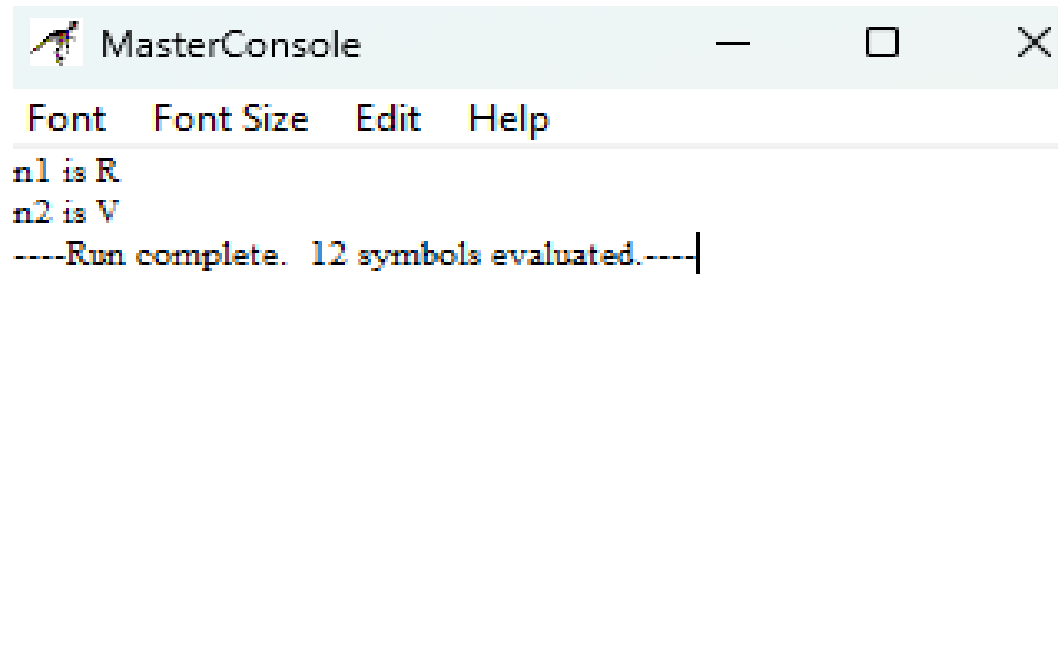 MasterConsole
Font Font Size Edit Help
n1 is R
n2 is V
----Run complete.  12 symbols evaluated.----